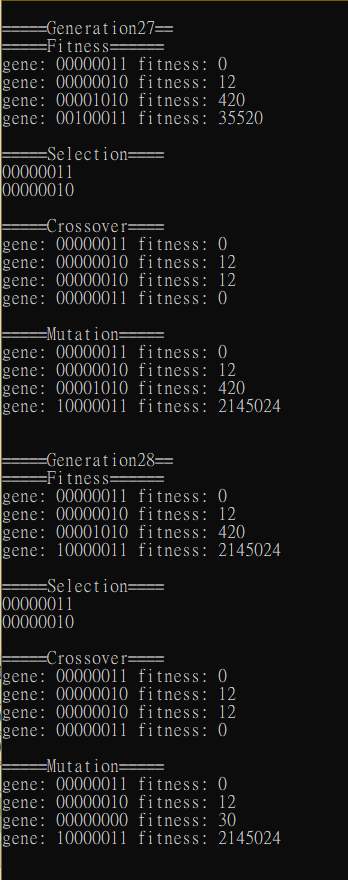 =====Generation27==
=====Fitness======
gene: 00000011 fitness: 0
gene: 00000010 fitness: 12
gene: 00001010 fitness: 420
gene: 00100011 fitness: 35520
=====Selection====
00000011
00000010
=====Crossover====
gene: 00000011 fitness: 0
gene: 00000010 fitness: 12
gene: 00000010 fitness: 12
gene: 00000011 fitness: 0
=====Mutation=====
gene: 00000011 fitness: 0
gene: 00000010 fitness: 12
gene: 00001010 fitness: 420
gene: 10000011 fitness: 2145024
=====Generation28==
=====Fitness======
gene: 00000011 fitness: 0
gene: 00000010 fitness: 12
gene: 00001010 fitness: 420
gene: 10000011 fitness: 2145024
=====Selection====
00000011
00000010
=====Crossover====
gene: 00000011 fitness: 0
gene: 00000010 fitness: 12
gene: 00000010 fitness: 12
gene: 00000011 fitness: 0
=====Mutation=====
gene: 00000011 fitness: 0
gene: 00000010 fitness: 12
gene: 00000000 fitness: 30
gene: 10000011 fitness: 2145024